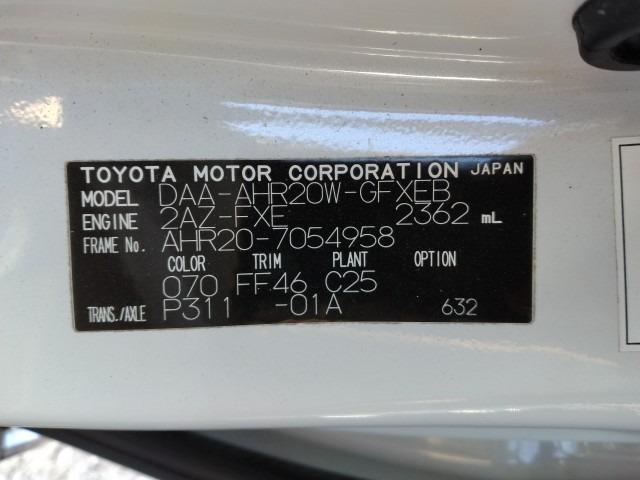 TOYOTA MOTOR CORPORATION JAPAN
MODEL DAA-AHR20W-GFXEB
ENGINE 2AZ-FXE 2362 mL
FRAME No. AHR20-7054958
COLOR TRIM PLANT OPTION
070 FF46 C25
TRANS./AXLE P311 -01A 632